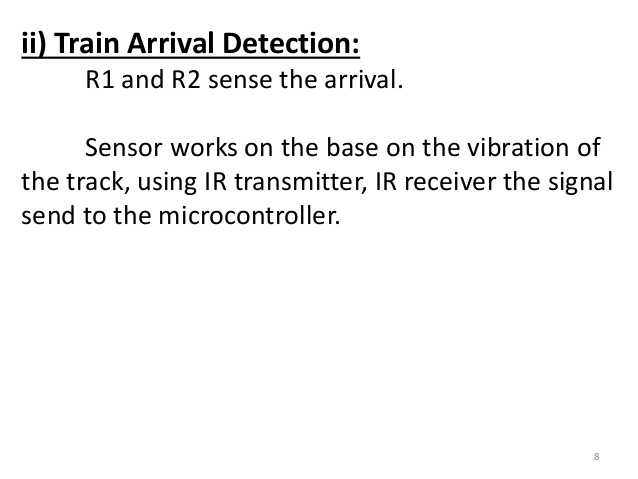 ii) Train Arrival Detection:
R1 and R2 sense the arrival.
Sensor works on the base on the vibration of
the track, using IR transmitter, IR receiver the signal
send to the microcontroller.
8